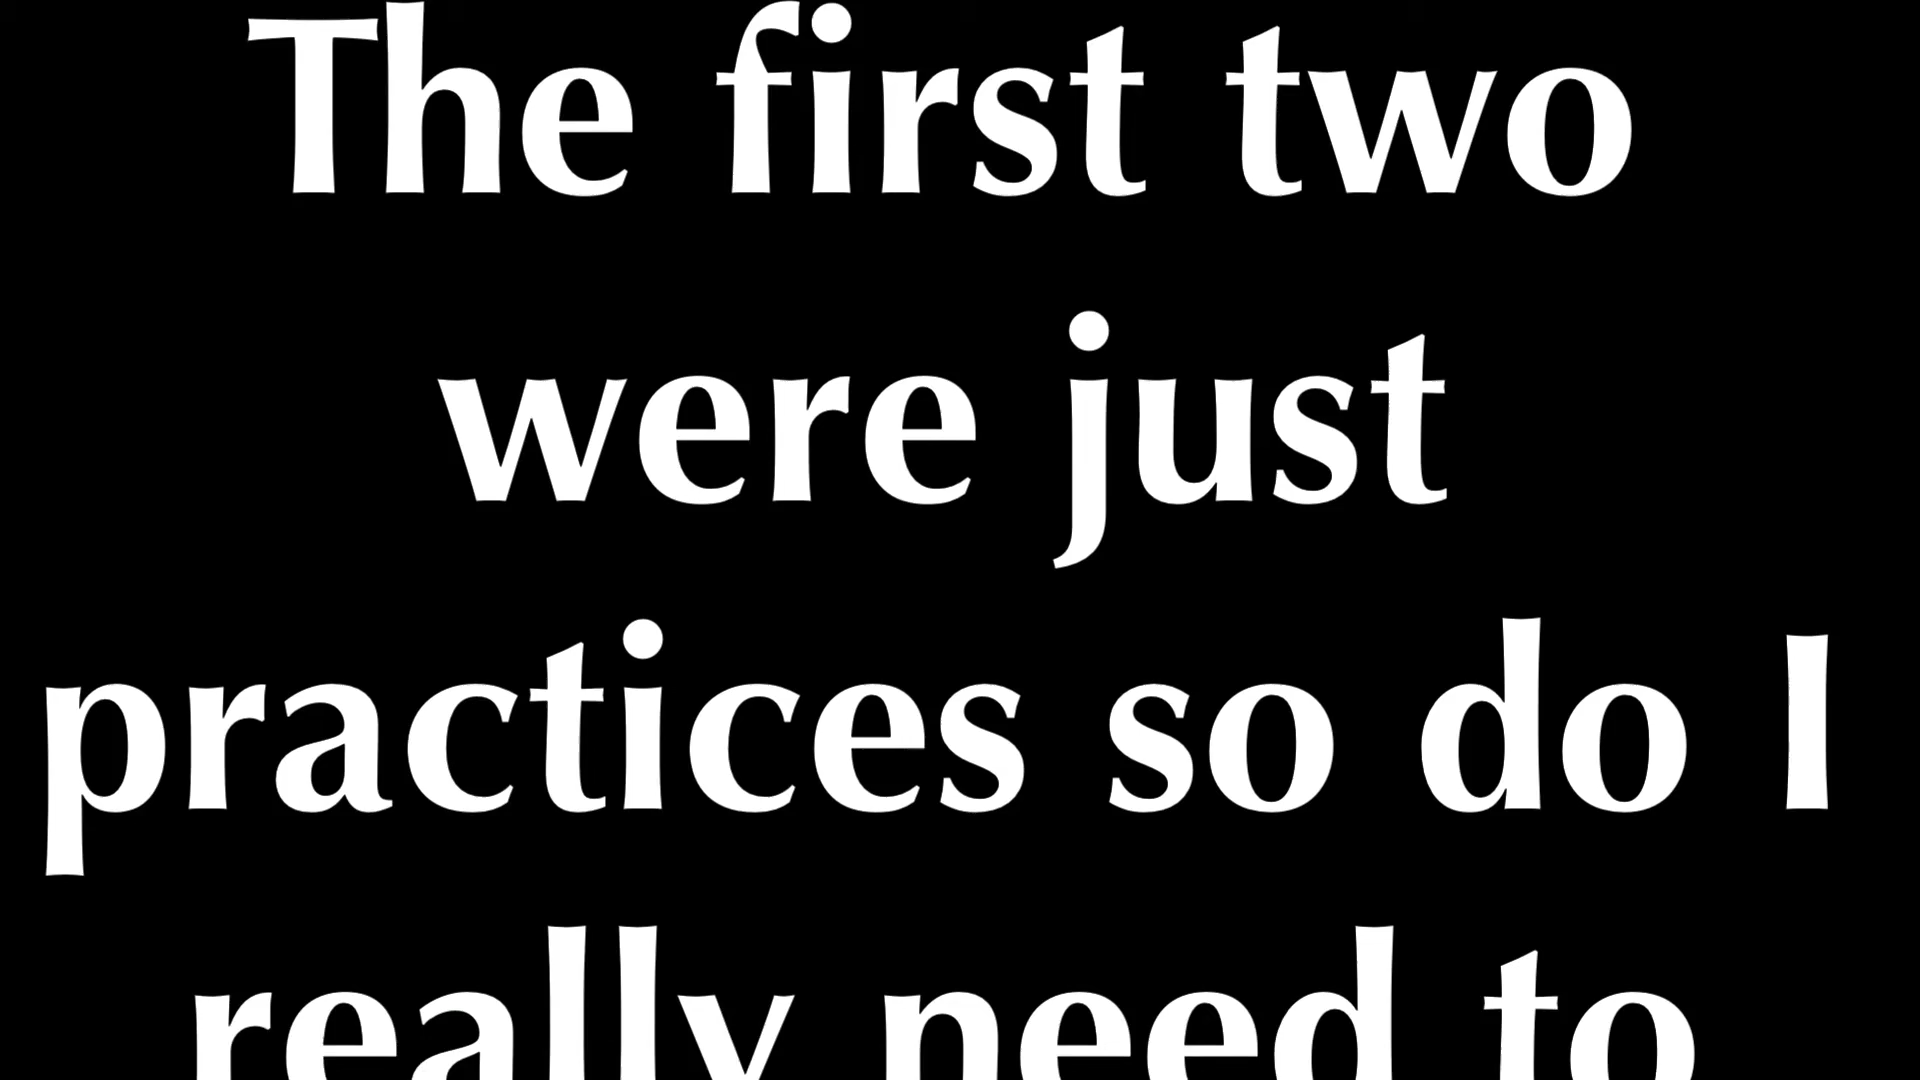 The first two
were just
practices so do I
really need to